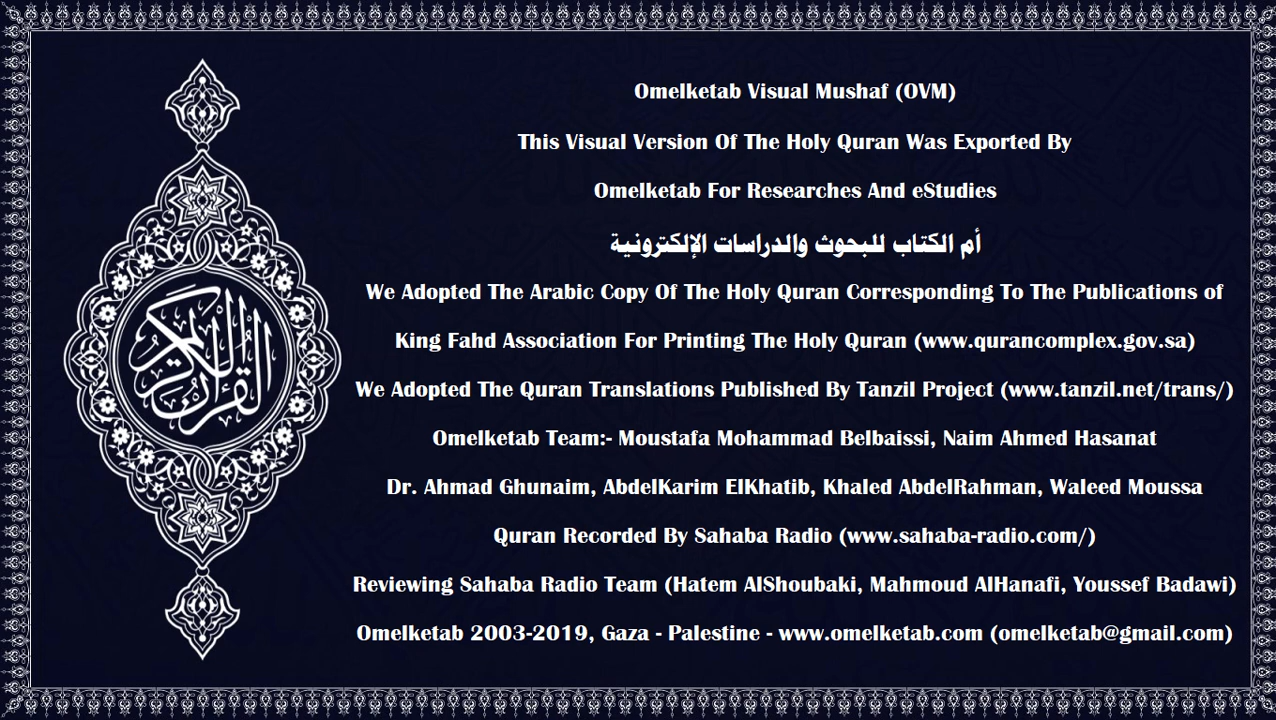 Omelketab Visual Mushaf (OVM)
This Visual Version Of The Holy Quran Was Exported By
Omelketab For Researches And eStudies
أم الكتاب للبحوث والدراسات الإلكترونية
We Adopted The Arabic Copy Of The Holy Quran Corresponding To The Publications of
King Fahd Association For Printing The Holy Quran (www.qurancomplex.gov.sa)
We Adopted The Quran Translations Published By Tanzil Project (www.tanzil.net/trans/)
Omelketab Team:- Moustafa Mohammad Belbaissi, Naim Ahmed Hasanat
Dr. Ahmad Ghunaim, AbdelKarim ElKhatib, Khaled AbdelRahman, Waleed Moussa
Quran Recorded By Sahaba Radio (www.sahaba-radio.com/)
Reviewing Sahaba Radio Team (Hatem AlShoubaki, Mahmoud AlHanafi, Youssef Badawi)
Omelketab 2003-2019, Gaza - Palestine - www.omelketab.com (omelketab@gmail.com)
القرآن الكريم